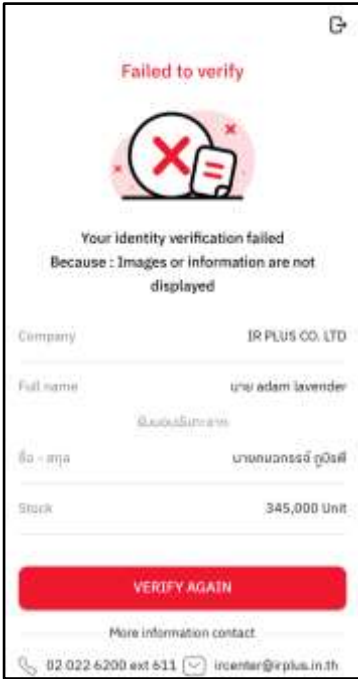 Failed to verify
Your identity verification failed
Because : Images or information are not
displayed
Company IR PLUS CO. LTD
Full name นาย adam lavender
ชื่อ - สกุล
Stock 345,000 Unit
VERIFY AGAIN
More information contact
02 022 6200 ext 611 ircenter@irplus.in.th